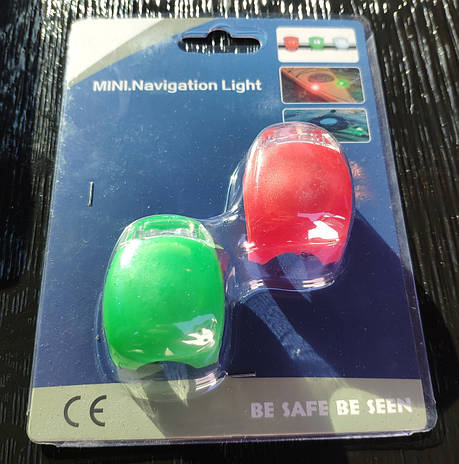 MINI.Navigation Light
CE
BE SAFE BE SEEN